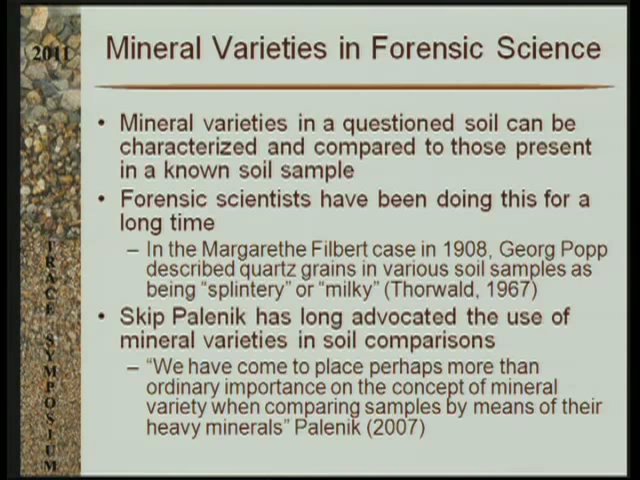 2011
Mineral Varieties in Forensic Science
• Mineral varieties in a questioned soil can be
characterized and compared to those present
in a known soil sample
• Forensic scientists have been doing this for a
long time
– In the Margarethe Filbert case in 1908, Georg Popp
described quartz grains in various soil samples as
being “splintery” or “milky” (Thorwald, 1967)
• Skip Palenik has long advocated the use of
mineral varieties in soil comparisons
– “We have come to place perhaps more than
ordinary importance on the concept of mineral
variety when comparing samples by means of their
heavy minerals” Palenik (2007)
TRACE SYMPOSIUM